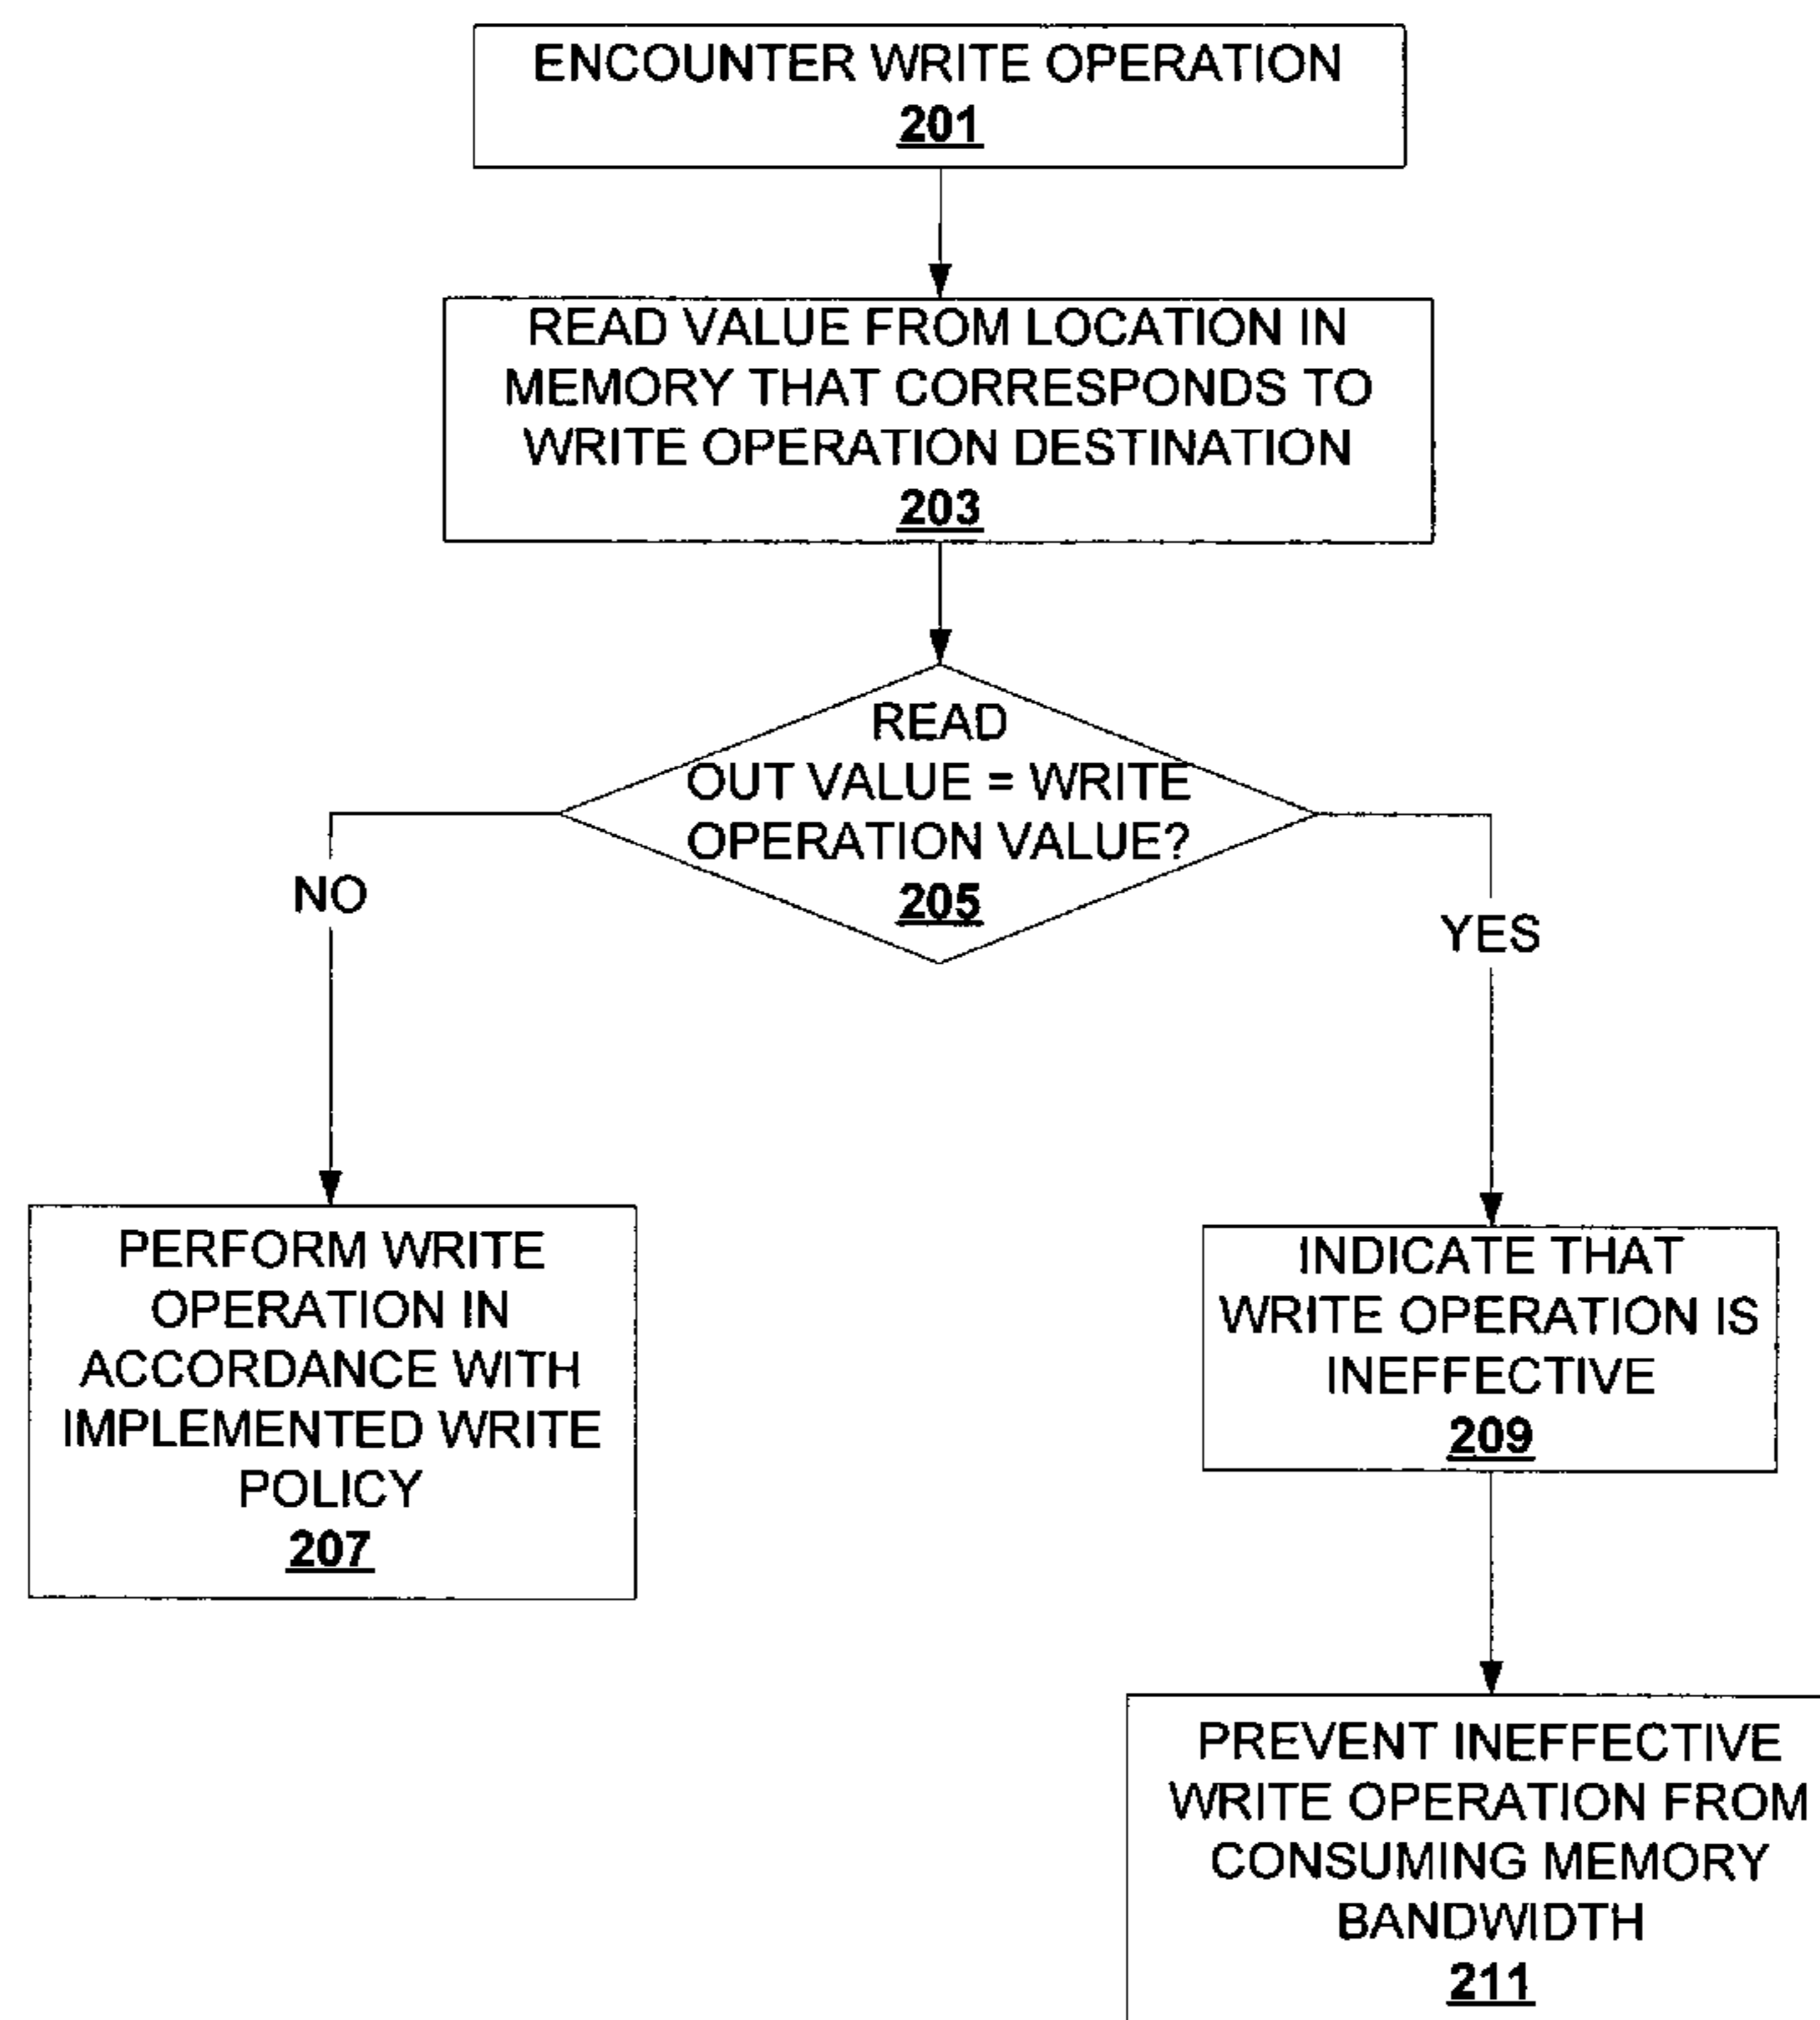 ENCOUNTER WRITE OPERATION
201
READ VALUE FROM LOCATION IN
MEMORY THAT CORRESPONDS TO
WRITE OPERATION DESTINATION
203
READ
OUT VALUE = WRITE
OPERATION VALUE?
205
NO
YES
PERFORM WRITE
OPERATION IN
ACCORDANCE WITH
IMPLEMENTED WRITE
POLICY
207
INDICATE THAT
WRITE OPERATION IS
INEFFECTIVE
209
PREVENT INEFFECTIVE
WRITE OPERATION FROM
CONSUMING MEMORY
BANDWIDTH
211